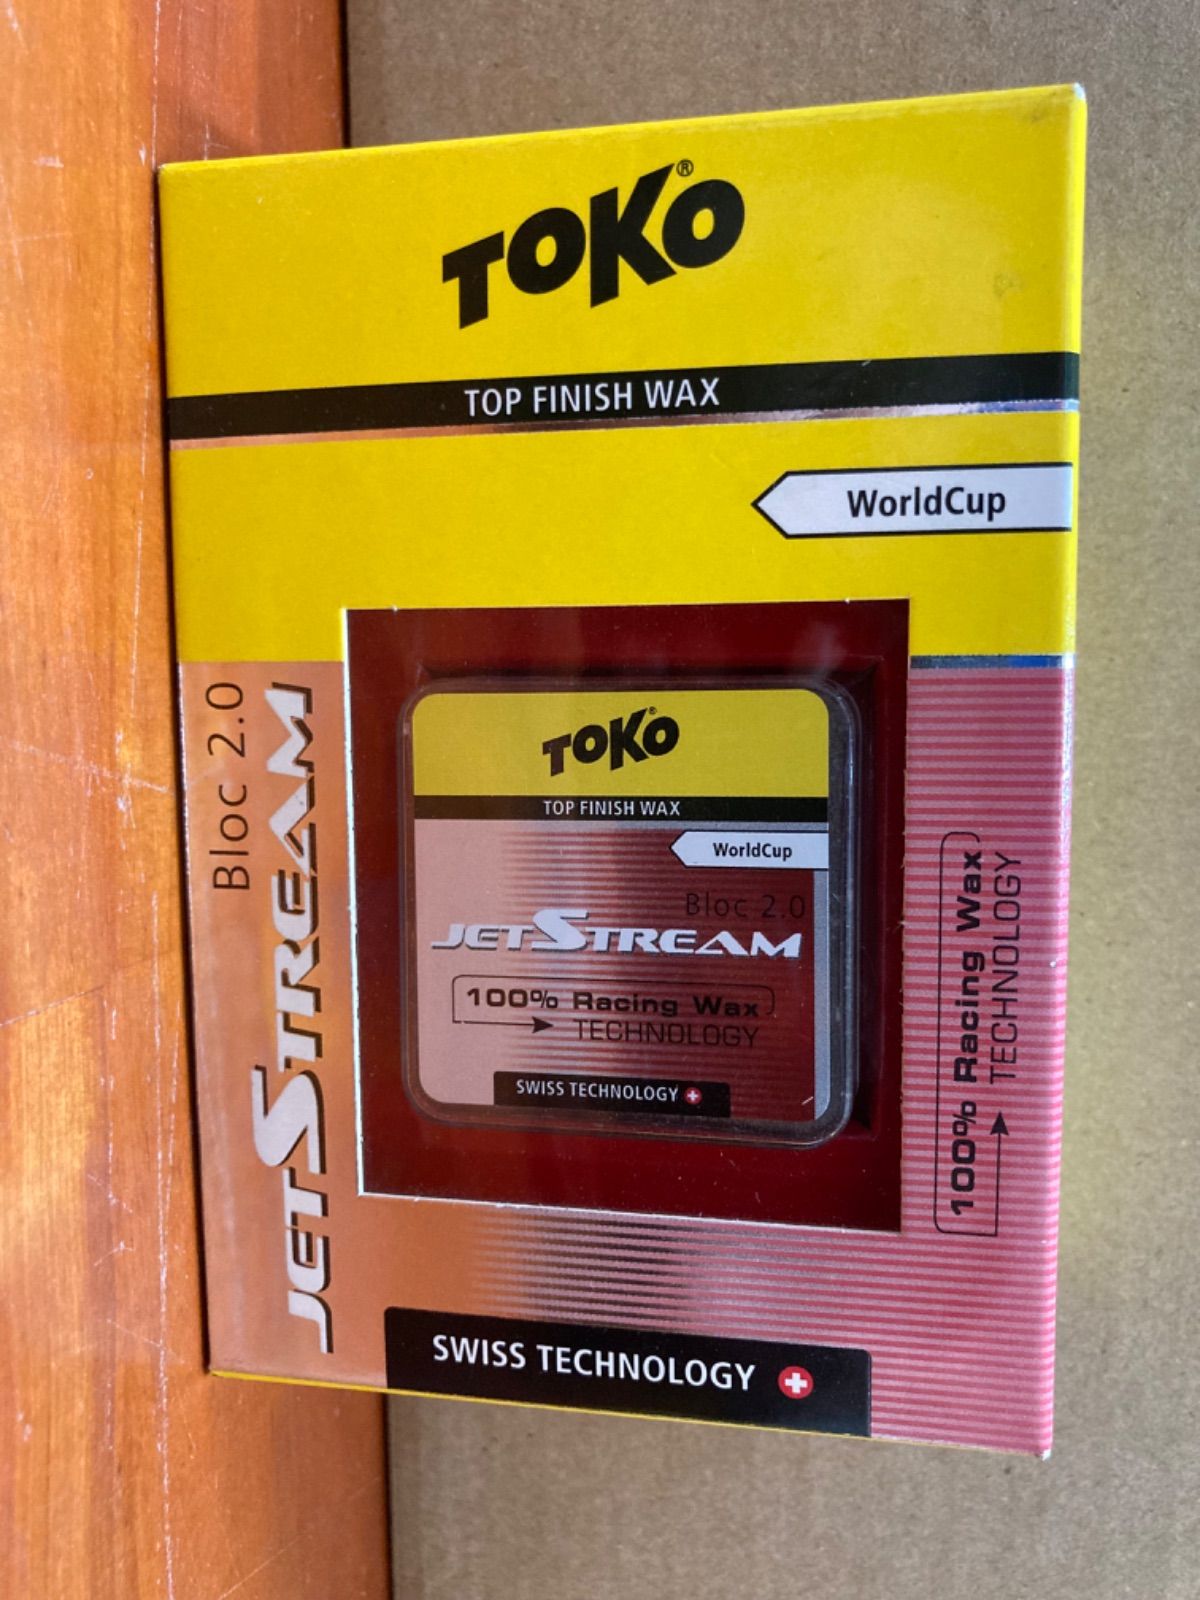 TOKO®
TOP FINISH WAX
WorldCup
Bloc 2.0
JETSTREAM
TOKO®
TOP FINISH WAX
WorldCup
Bloc 2.0
JETSTREAM
100% Racing Wax
TECHNOLOGY
SWISS TECHNOLOGY
100% Racing Wax
TECHNOLOGY
SWISS TECHNOLOGY